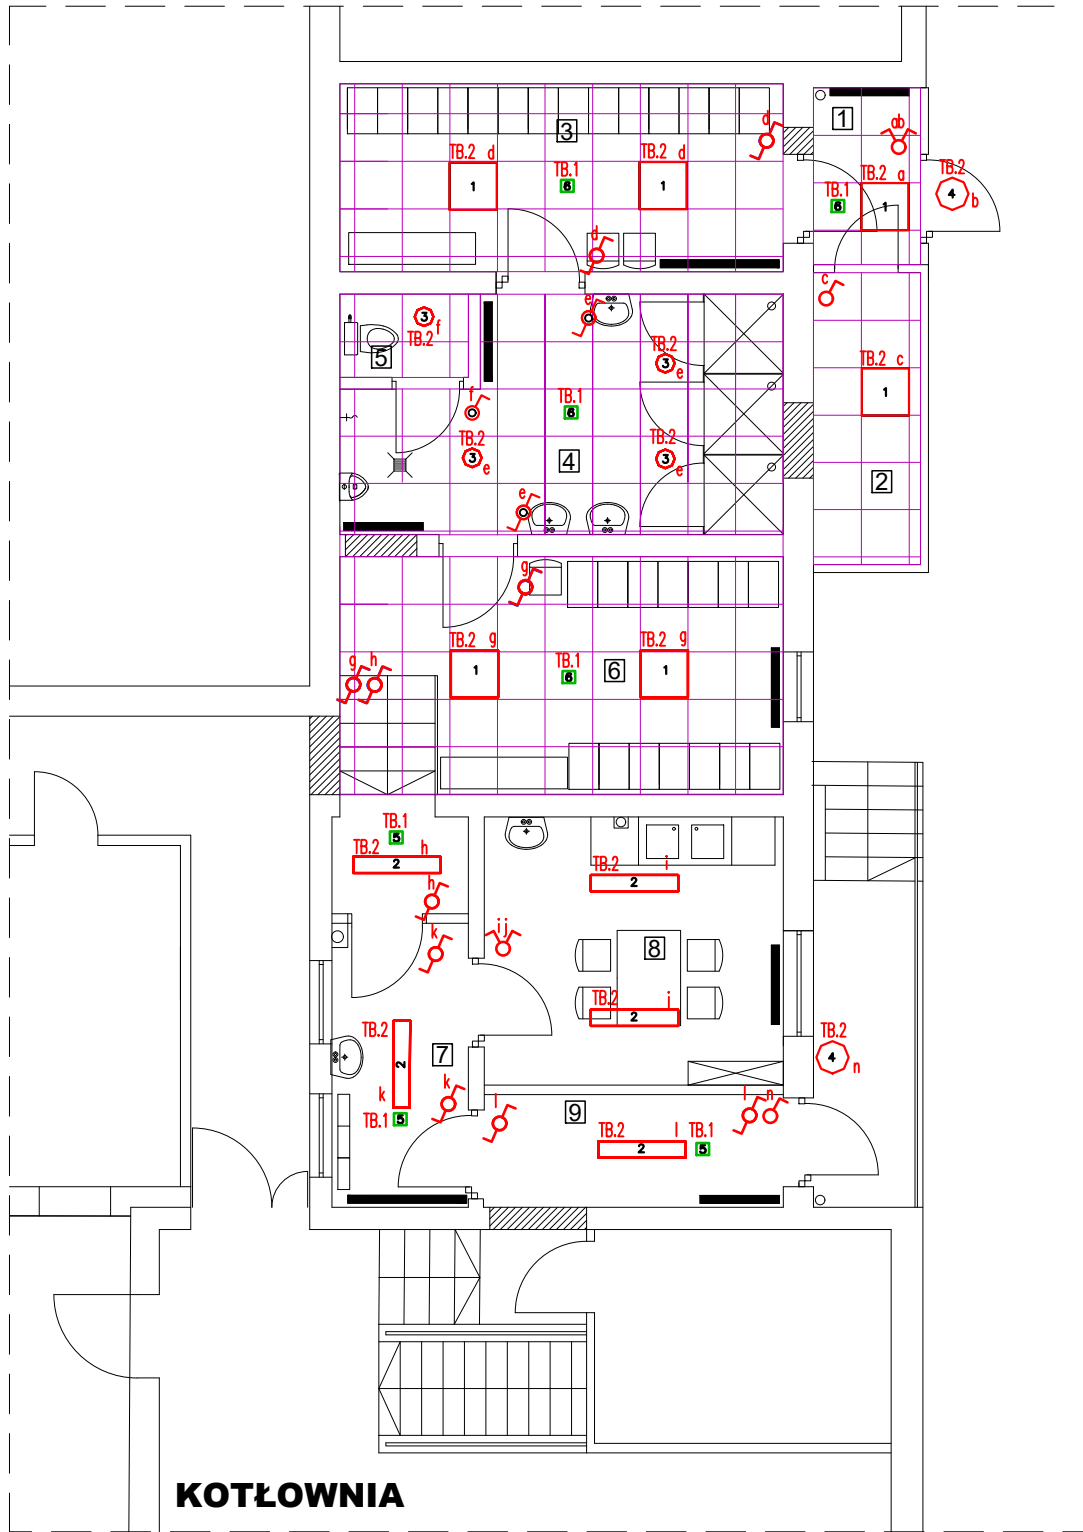 1
ab
d
3
TB.2 d
TB.2 d
TB.1
1
6
1
TB.2 a
TB.1
6
1
TB.2
4
b
d
c
e
3
f
TB.2
5
TB.2
3
e
TB.2 c
1
f
TB.1
6
TB.2
3
e
4
TB.2
3
e
2
e
g
TB.2 g
TB.2 g
TB.1
1
6
6
1
g h
TB.1
5
TB.2 h
2
h
TB.2 i
2
k
ij
8
TB.2 j
2
TB.2
2
k
7
TB.1
5
k
TB.2
4
n
l
9
l n
TB.2 l
2
TB.1
5
KOTŁOWNIA